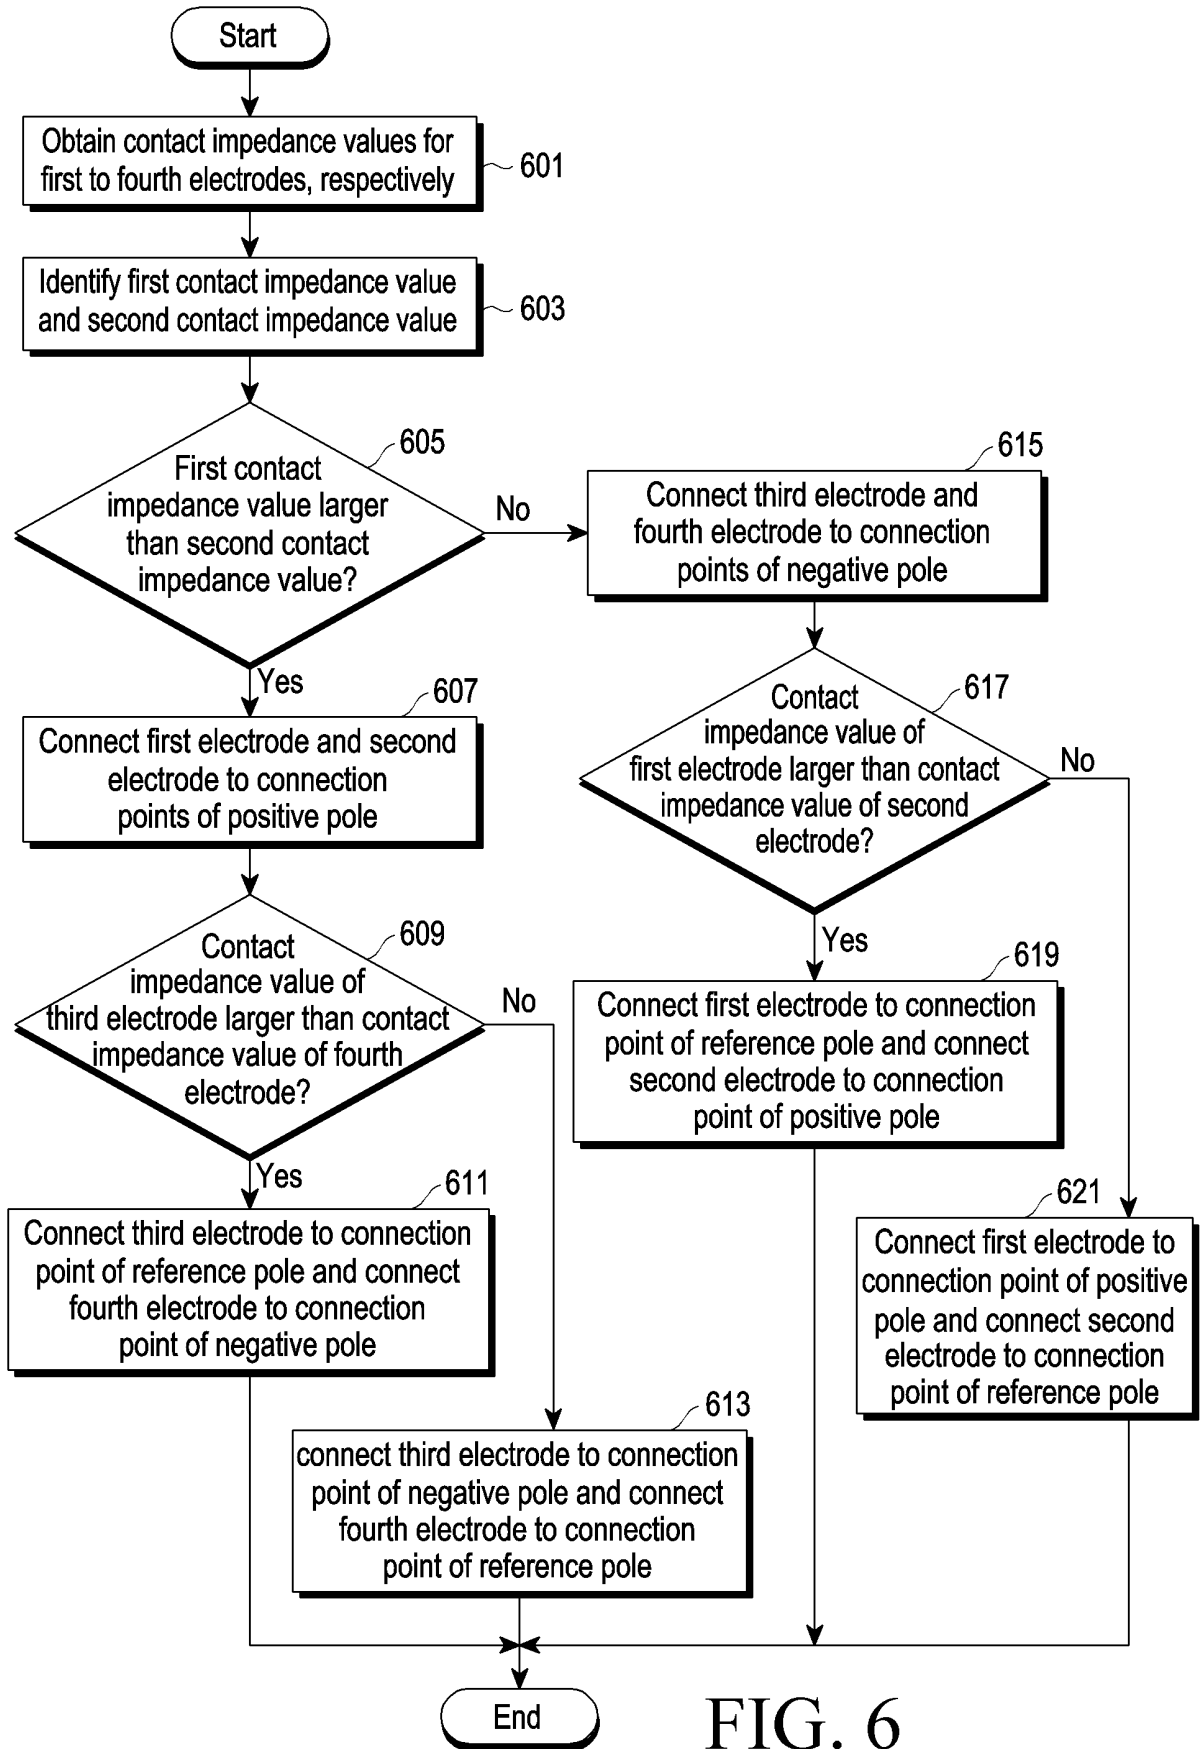 Start
Obtain contact impedance values for
first to fourth electrodes, respectively
601
Identify first contact impedance value
and second contact impedance value
603
605
First contact
impedance value larger
than second contact
impedance value?
No
Yes
607
Connect first electrode and second
electrode to connection
points of positive pole
609
Contact
impedance value of
third electrode larger than contact
impedance value of fourth
electrode?
No
Yes
611
Connect third electrode to connection
point of reference pole and connect
fourth electrode to connection
point of negative pole
613
connect third electrode to connection
point of negative pole and connect
fourth electrode to connection
point of reference pole
615
Connect third electrode and
fourth electrode to connection
points of negative pole
617
Contact
impedance value of
first electrode larger than contact
impedance value of second
electrode?
No
Yes
619
Connect first electrode to connection
point of reference pole and connect
second electrode to connection
point of positive pole
621
Connect first electrode to
connection point of positive
pole and connect second
electrode to connection
point of reference pole
End
FIG. 6